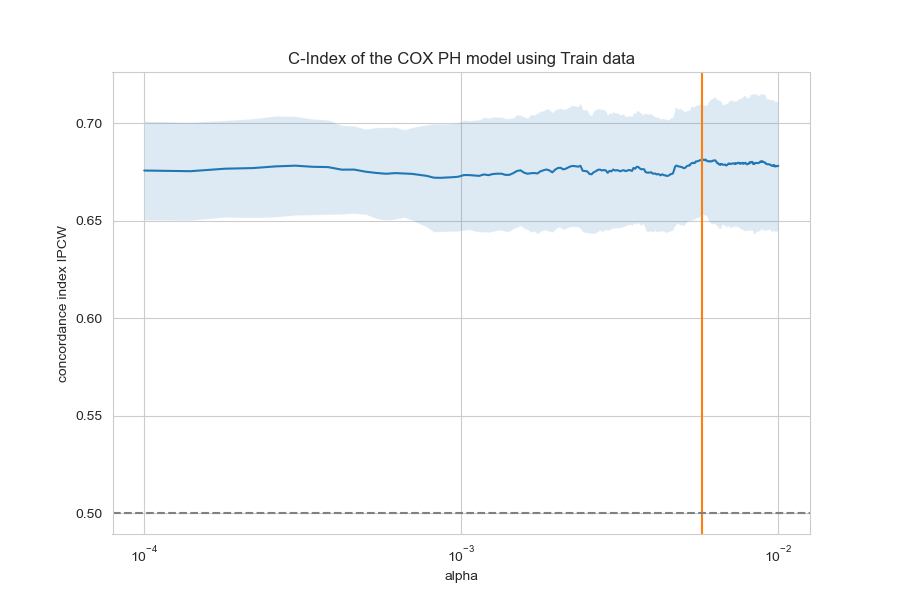 C-Index of the COX PH model using Train data
concordance index IPCW
0.70
0.65
0.60
0.55
0.50
10⁻⁴
10⁻³
10⁻²
alpha